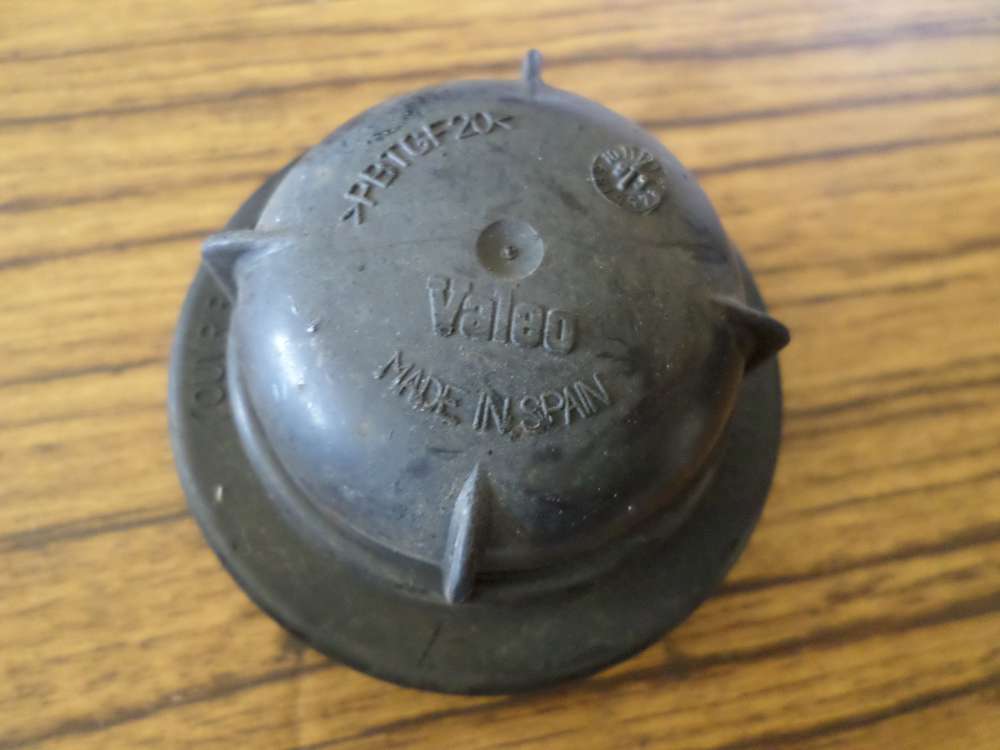 >PBTGF20<
Valeo
MADE IN SPAIN